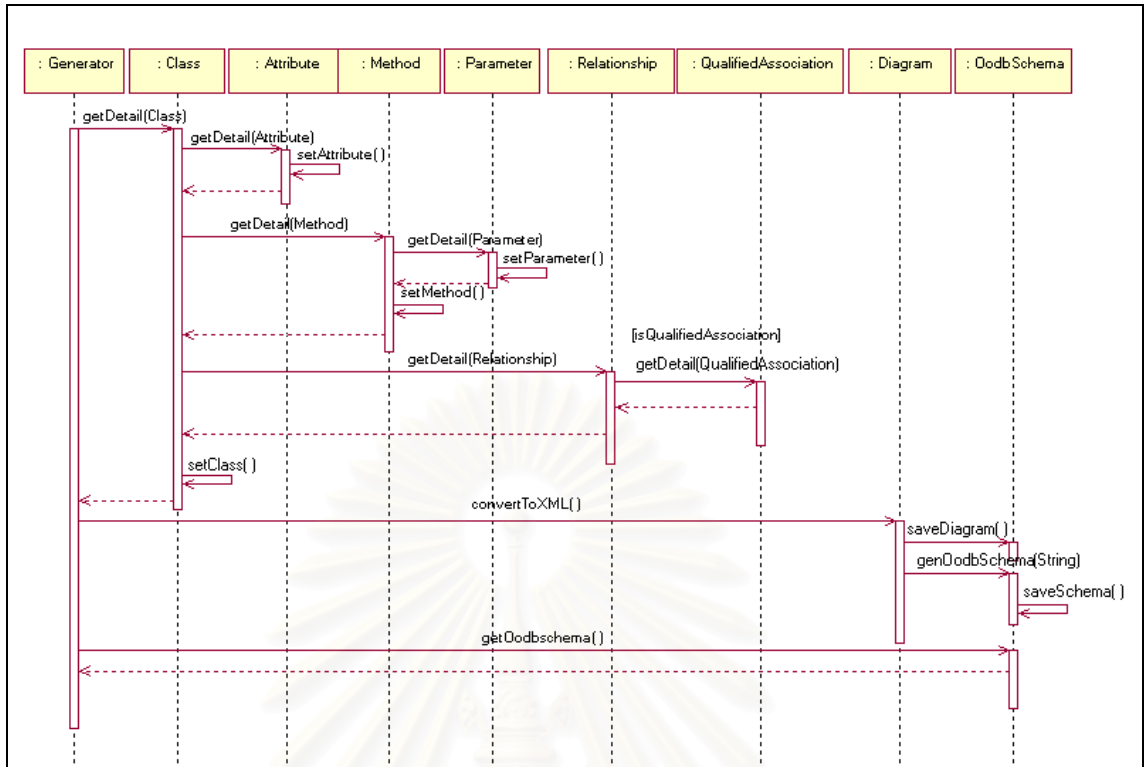 : Generator
: Class
: Attribute
: Method
: Parameter
: Relationship
: QualifiedAssociation
: Diagram
: OodbSchema
getDetail(Class)
getDetail(Attribute)
setAttribute( )
getDetail(Method)
getDetail(Parameter)
setParameter( )
setMethod( )
[isQualifiedAssociation]
getDetail(Relationship)
getDetail(QualifiedAssociation)
setClass( )
convertToXML( )
saveDiagram( )
genOodbSchema(String)
saveSchema( )
getOodbschema( )